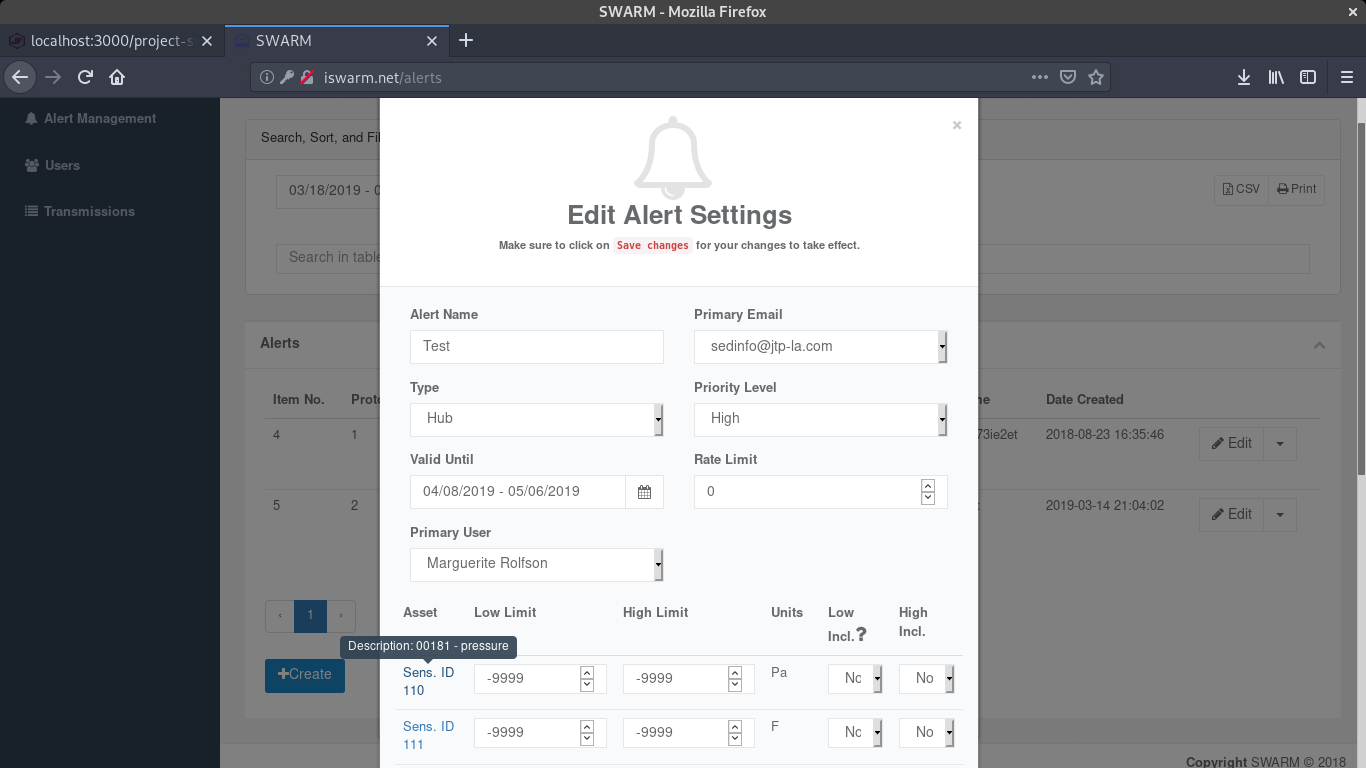 SWARM - Mozilla Firefox
localhost:3000/project-s
SWARM
iswarm.net/alerts
Alert Management
Users
Transmissions
Search, Sort, and Fil
03/18/2019 - 0
CSV
Print
Search in table
Edit Alert Settings
Make sure to click on Save changes for your changes to take effect.
Alert Name
Primary Email
Test
sedinfo@jtp-la.com
Type
Priority Level
Hub
High
Valid Until
Rate Limit
04/08/2019 - 05/06/2019
0
Primary User
Marguerite Rolfson
Asset Low Limit High Limit Units Low Incl.? High Incl.
Description: 00181 - pressure
Sens. ID 110 -9999 -9999 Pa No No
Sens. ID 111 -9999 -9999 F No No
Alerts
Item No. Proto Date Created
4 1 73ie2et 2018-08-23 16:35:46 Edit
5 2 2019-03-14 21:04:02 Edit
‹ 1 ›
+Create
Copyright SWARM © 2018